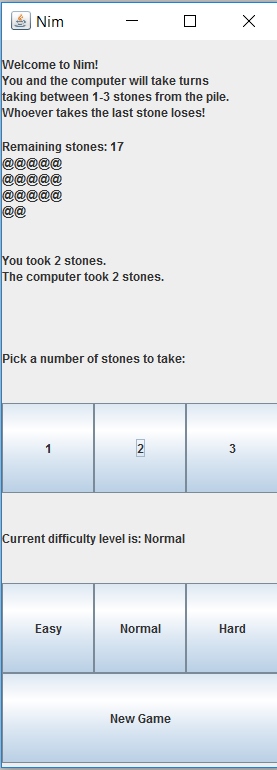 Nim
Welcome to Nim!
You and the computer will take turns
taking between 1-3 stones from the pile.
Whoever takes the last stone loses!
Remaining stones: 17
@@@@@
@@@@@
@@@@@
@@
You took 2 stones.
The computer took 2 stones.
Pick a number of stones to take:
1 2 3
Current difficulty level is: Normal
Easy Normal Hard
New Game